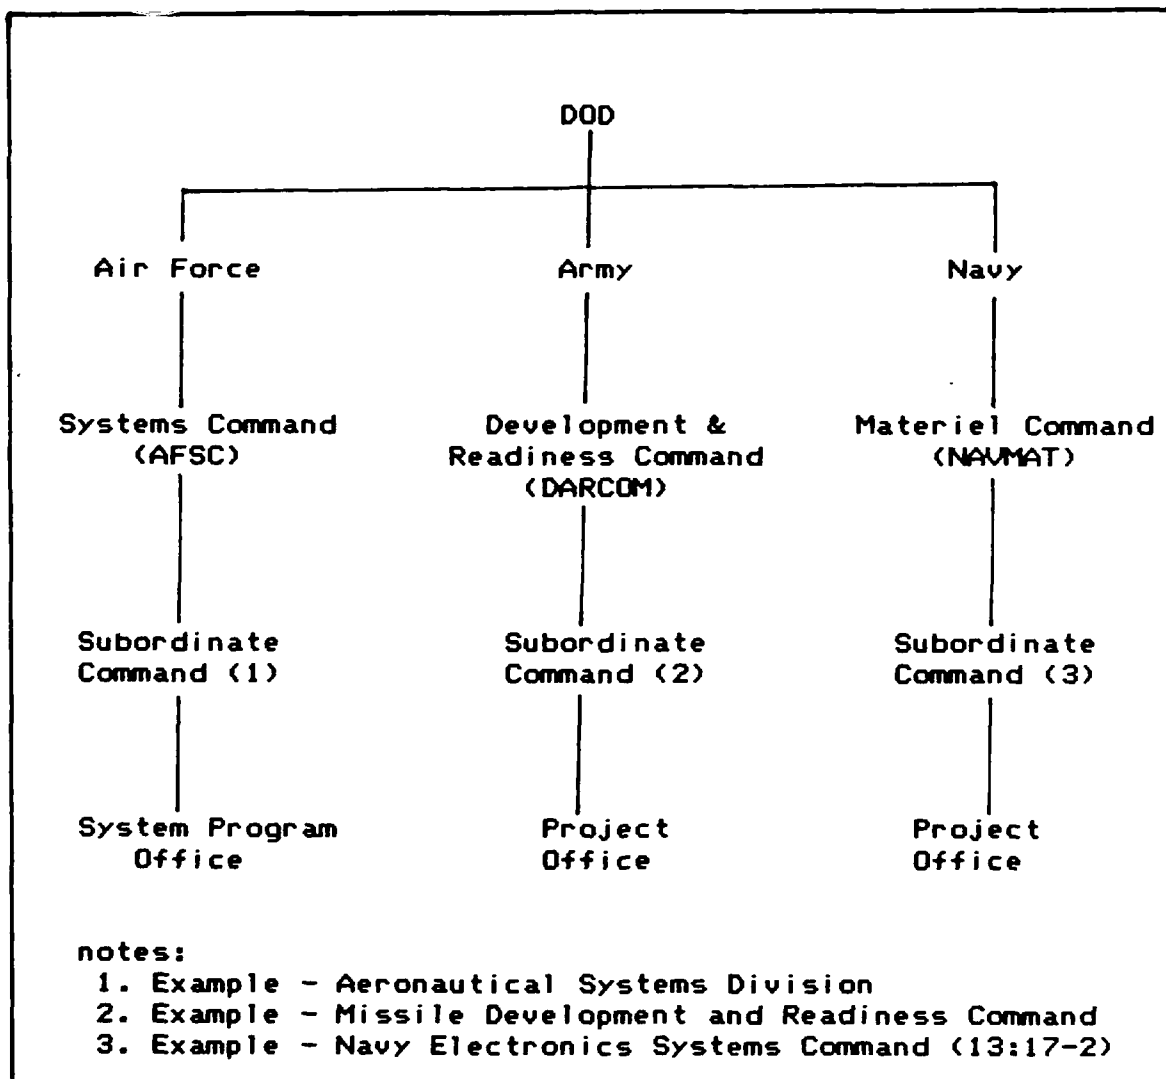 DOD
Air Force
Army
Navy
Systems Command
(AFSC)
Development &
Readiness Command
(DARCOM)
Materiel Command
(NAVMAT)
Subordinate
Command (1)
Subordinate
Command (2)
Subordinate
Command (3)
System Program
Office
Project
Office
Project
Office
notes:
1. Example - Aeronautical Systems Division
2. Example - Missile Development and Readiness Command
3. Example - Navy Electronics Systems Command (13:17-2)